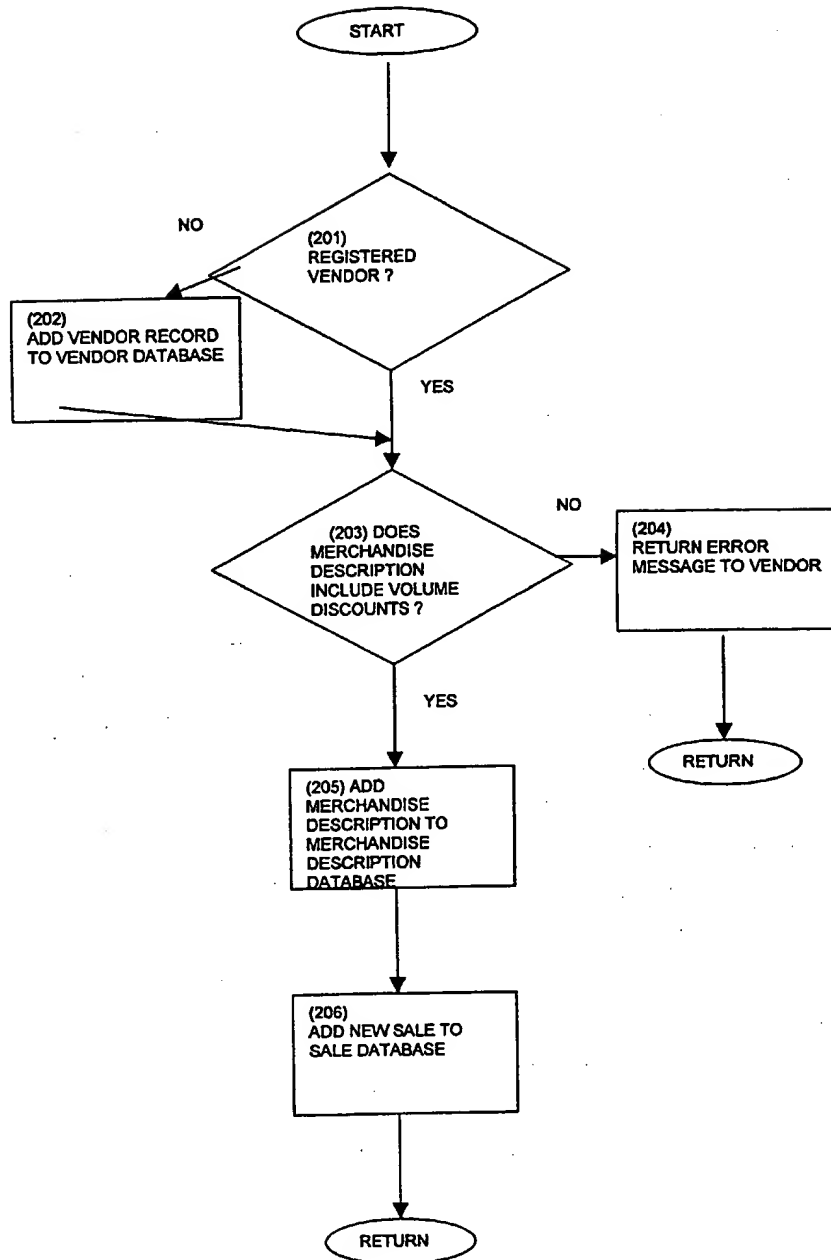 START
NO
(201)
REGISTERED
VENDOR ?
(202)
ADD VENDOR RECORD
TO VENDOR DATABASE
YES
NO
(203) DOES
MERCHANDISE
DESCRIPTION
INCLUDE VOLUME
DISCOUNTS ?
(204)
RETURN ERROR
MESSAGE TO VENDOR
YES
RETURN
(205) ADD
MERCHANDISE
DESCRIPTION TO
MERCHANDISE
DESCRIPTION
DATABASE
(206)
ADD NEW SALE TO
SALE DATABASE
RETURN